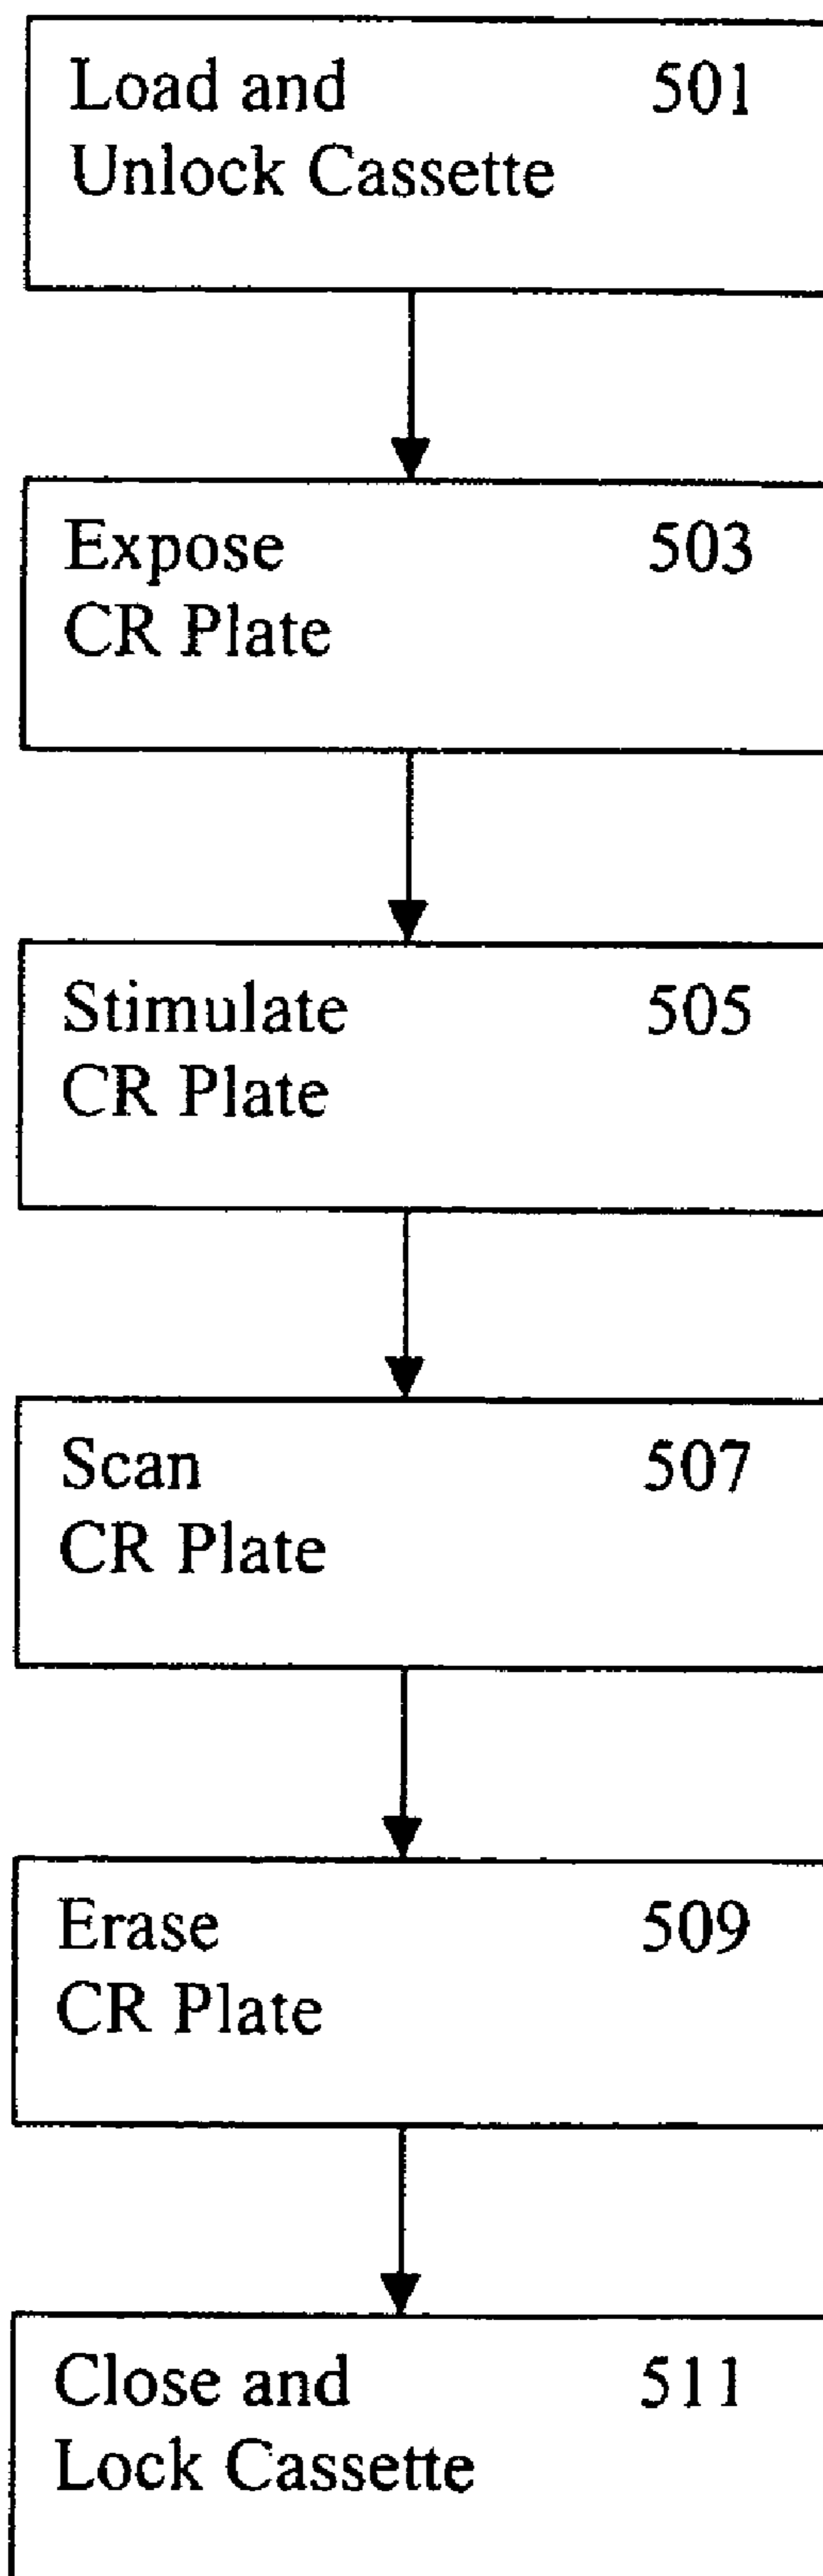 Load and 501
Unlock Cassette
Expose 503
CR Plate
Stimulate 505
CR Plate
Scan 507
CR Plate
Erase 509
CR Plate
Close and 511
Lock Cassette